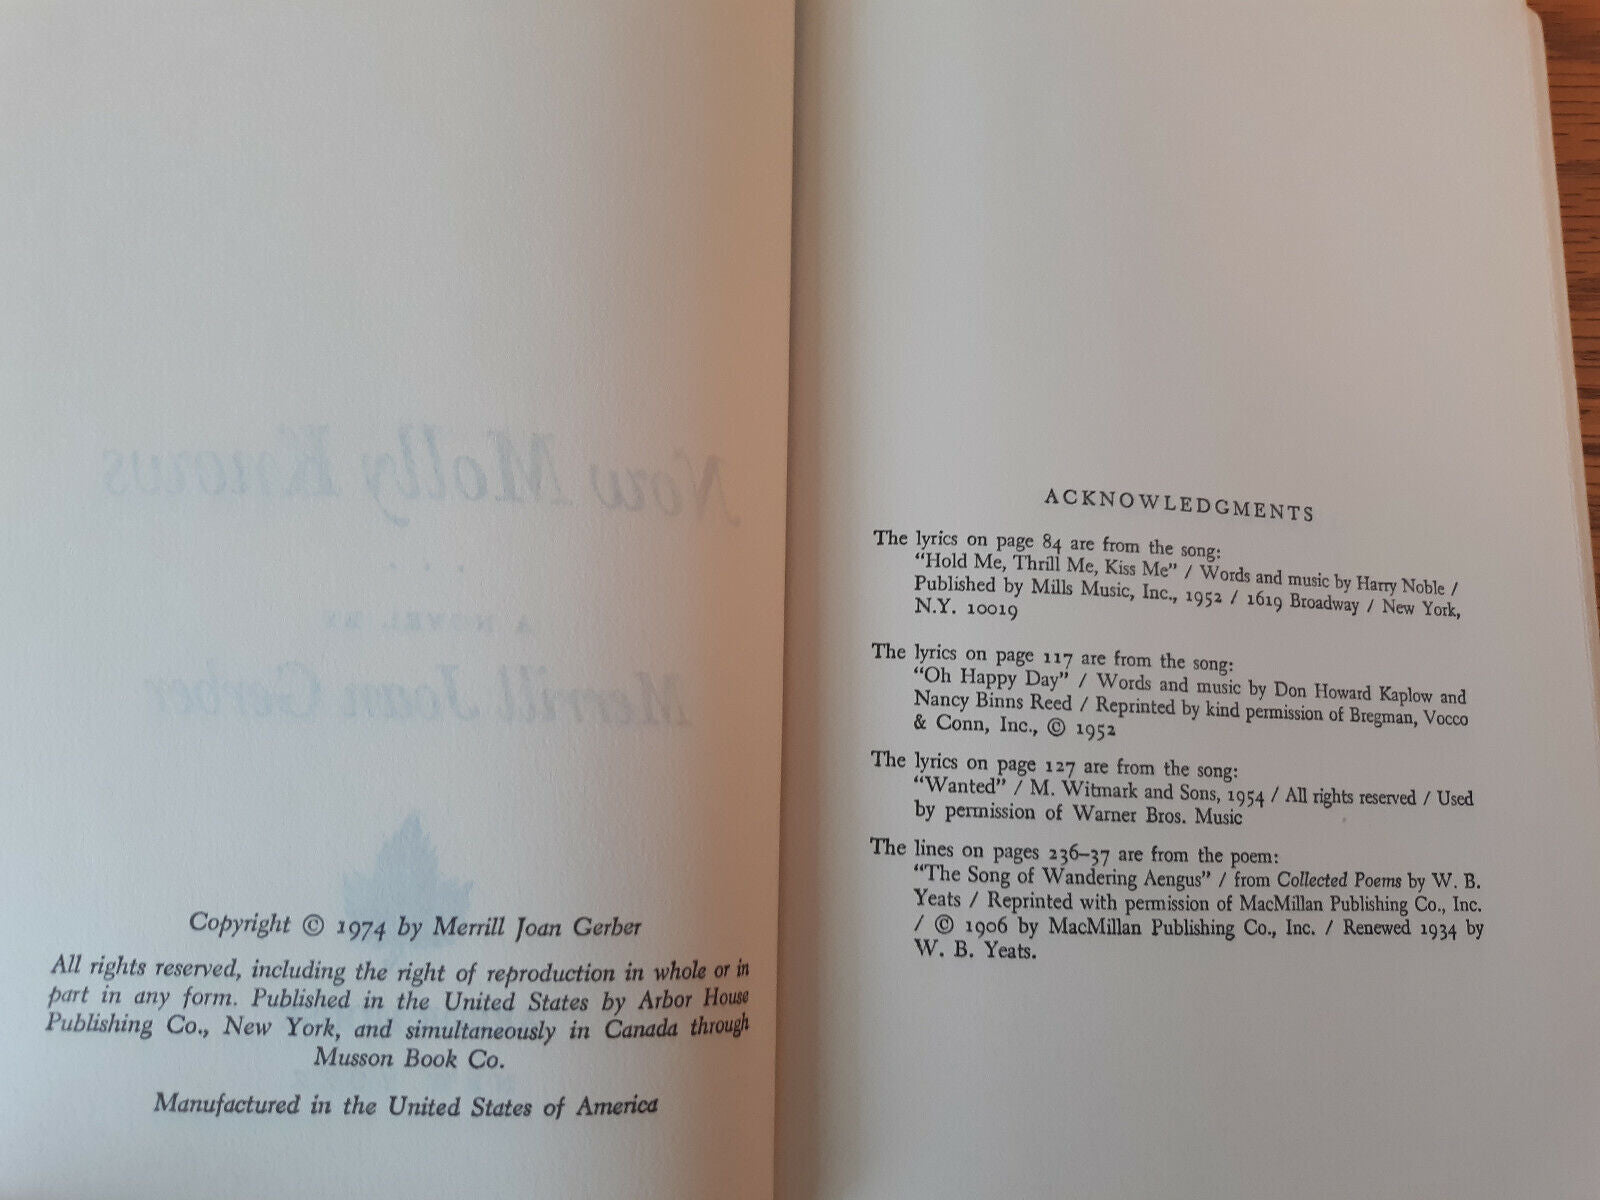 Now Molly Knows
...
A NOVEL BY
Merrill Joan Gerber
Copyright © 1974 by Merrill Joan Gerber
All rights reserved, including the right of reproduction in whole or in
part in any form. Published in the United States by Arbor House
Publishing Co., New York, and simultaneously in Canada through
Musson Book Co.
Manufactured in the United States of America
ACKNOWLEDGMENTS
The lyrics on page 84 are from the song:
"Hold Me, Thrill Me, Kiss Me" / Words and music by Harry Noble /
Published by Mills Music, Inc., 1952 / 1619 Broadway / New York,
N.Y. 10019
The lyrics on page 117 are from the song:
"Oh Happy Day" / Words and music by Don Howard Kaplow and
Nancy Binns Reed / Reprinted by kind permission of Bregman, Vocco
& Conn, Inc., © 1952
The lyrics on page 127 are from the song:
"Wanted" / M. Witmark and Sons, 1954 / All rights reserved / Used
by permission of Warner Bros. Music
The lines on pages 236–37 are from the poem:
"The Song of Wandering Aengus" / from Collected Poems by W. B.
Yeats / Reprinted with permission of MacMillan Publishing Co., Inc.
/ © 1906 by MacMillan Publishing Co., Inc. / Renewed 1934 by
W. B. Yeats.